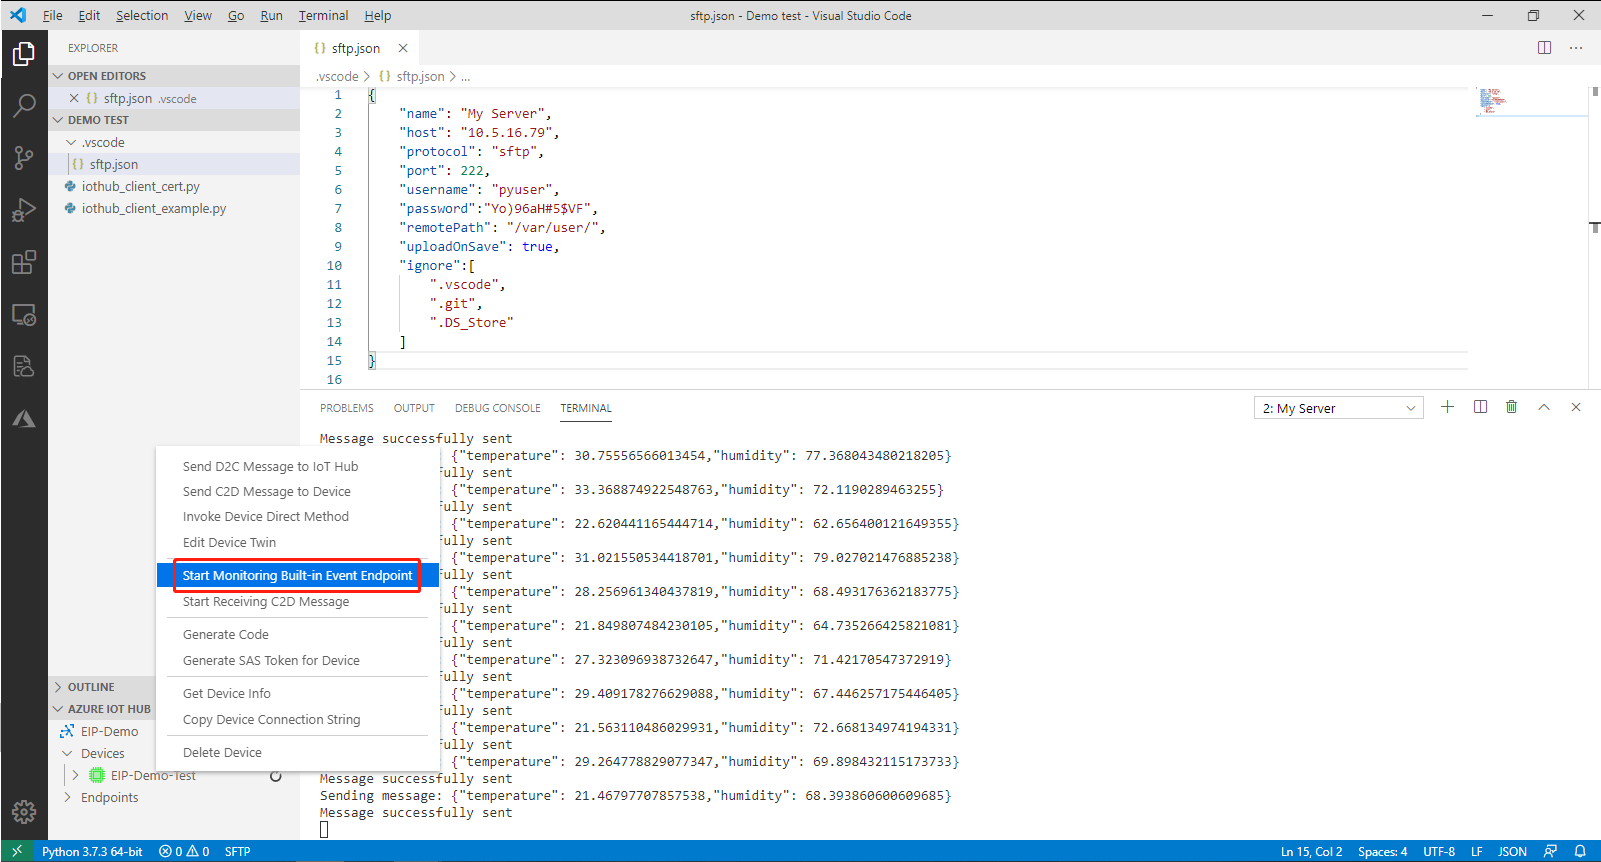 File Edit Selection View Go Run Terminal Help
sftp.json - Demo test - Visual Studio Code
EXPLORER
OPEN EDITORS
sftp.json .vscode
DEMO TEST
.vscode
{} sftp.json
iothub_client_cert.py
iothub_client_example.py
{} sftp.json
.vscode > {} sftp.json > ...
1 {
2 "name": "My Server",
3 "host": "10.5.16.79",
4 "protocol": "sftp",
5 "port": 222,
6 "username": "pyuser",
7 "password":"Yo)96aH#5$VF",
8 "remotePath": "/var/user/",
9 "uploadOnSave": true,
10 "ignore":[
11 ".vscode",
12 ".git",
13 ".DS_Store"
14 ]
15 }
16
PROBLEMS OUTPUT DEBUG CONSOLE TERMINAL
2: My Server
Message successfully sent
{"temperature": 30.75556566013454,"humidity": 77.368043480218205}
fully sent
{"temperature": 33.368874922548763,"humidity": 72.1190289463255}
fully sent
{"temperature": 22.620441165444714,"humidity": 62.656400121649355}
fully sent
{"temperature": 31.021550534418701,"humidity": 79.027021476885238}
fully sent
{"temperature": 28.256961340437819,"humidity": 68.493176362183775}
fully sent
{"temperature": 21.849807484230105,"humidity": 64.735266425821081}
fully sent
{"temperature": 27.323096938732647,"humidity": 71.42170547372919}
fully sent
{"temperature": 29.409178276629088,"humidity": 67.446257175446405}
fully sent
{"temperature": 21.563110486029931,"humidity": 72.668134974194331}
fully sent
{"temperature": 29.264778829077347,"humidity": 69.898432115173733}
Message successfully sent
Sending message: {"temperature": 21.46797707857538,"humidity": 68.393860600609685}
Message successfully sent
Send D2C Message to IoT Hub
Send C2D Message to Device
Invoke Device Direct Method
Edit Device Twin
Start Monitoring Built-in Event Endpoint
Start Receiving C2D Message
Generate Code
Generate SAS Token for Device
Get Device Info
Copy Device Connection String
Delete Device
OUTLINE
AZURE IOT HUB
EIP-Demo
Devices
EIP-Demo-Test
Endpoints
Python 3.7.3 64-bit 0 0 SFTP
Ln 15, Col 2 Spaces: 4 UTF-8 LF JSON